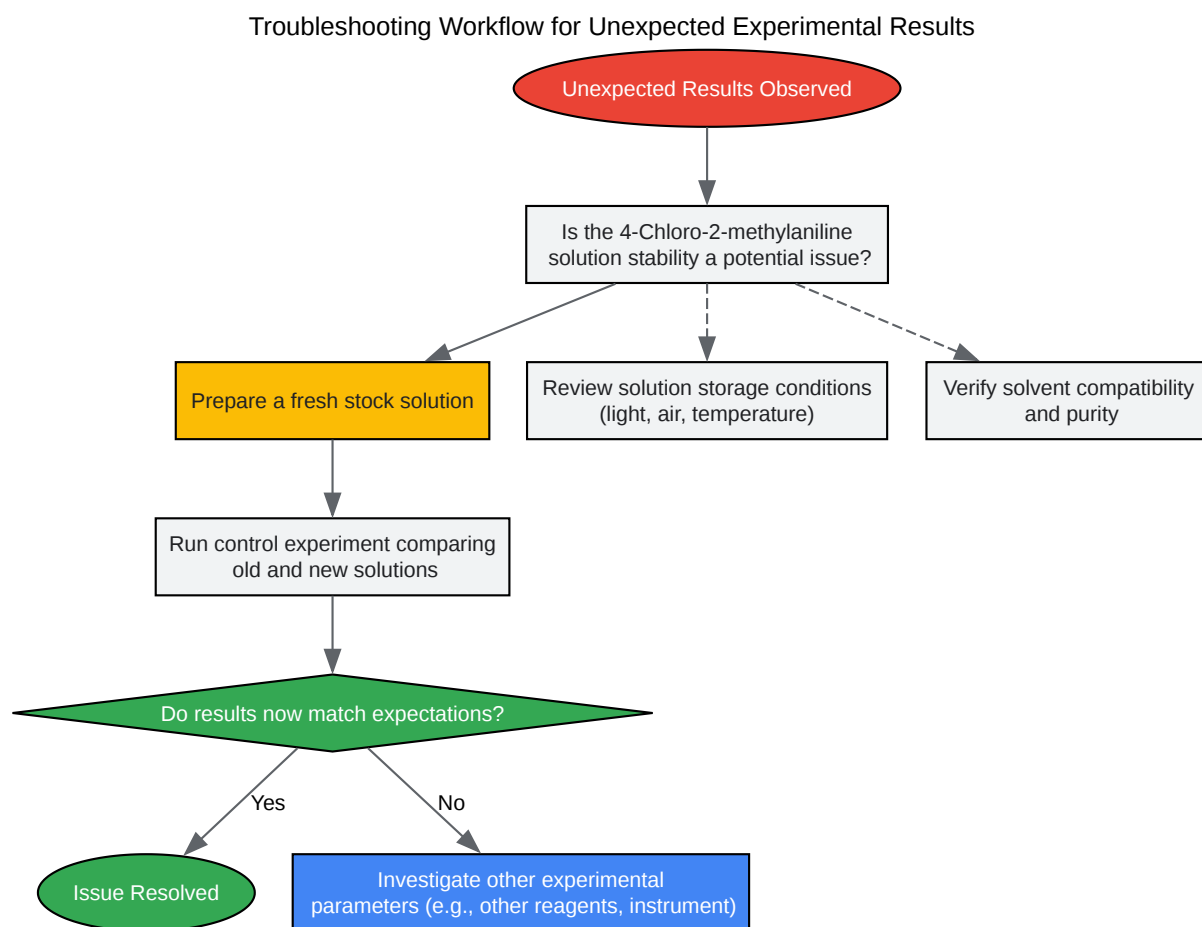 Troubleshooting Workflow for Unexpected Experimental Results
Unexpected Results Observed
Is the 4-Chloro-2-methylaniline
solution stability a potential issue?
Prepare a fresh stock solution
Review solution storage conditions
(light, air, temperature)
Verify solvent compatibility
and purity
Run control experiment comparing
old and new solutions
Do results now match expectations?
Yes
No
Issue Resolved
Investigate other experimental
parameters (e.g., other reagents, instrument)